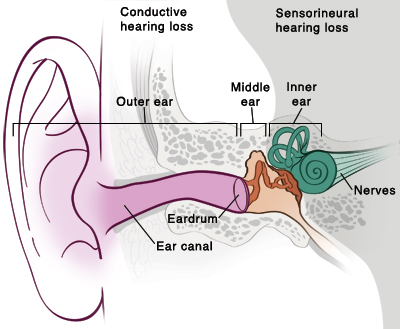 Conductive
hearing loss
Sensorineural
hearing loss
Outer ear
Middle
ear
Inner
ear
Nerves
Eardrum
Ear canal